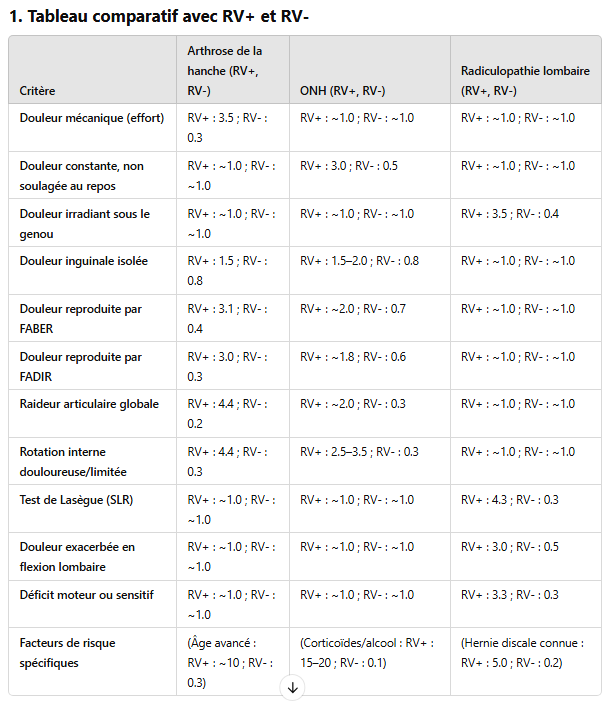 1. Tableau comparatif avec RV+ et RV-
Critère
Arthrose de la
hanche (RV+,
RV-)
ONH (RV+, RV-)
Radiculopathie lombaire
(RV+, RV-)
Douleur mécanique (effort)
RV+ : 3.5 ; RV- :
0.3
RV+ : ~1.0 ; RV- : ~1.0
RV+ : ~1.0 ; RV- : ~1.0
Douleur constante, non
soulagée au repos
RV+ : ~1.0 ; RV- :
~1.0
RV+ : 3.0 ; RV- : 0.5
RV+ : ~1.0 ; RV- : ~1.0
Douleur irradiant sous le
genou
RV+ : ~1.0 ; RV- :
~1.0
RV+ : ~1.0 ; RV- : ~1.0
RV+ : 3.5 ; RV- : 0.4
Douleur inguinale isolée
RV+ : 1.5 ; RV- :
0.8
RV+ : 1.5–2.0 ; RV- : 0.8
RV+ : ~1.0 ; RV- : ~1.0
Douleur reproduite par
FABER
RV+ : 3.1 ; RV- :
0.4
RV+ : ~2.0 ; RV- : 0.7
RV+ : ~1.0 ; RV- : ~1.0
Douleur reproduite par
FADIR
RV+ : 3.0 ; RV- :
0.3
RV+ : ~1.8 ; RV- : 0.6
RV+ : ~1.0 ; RV- : ~1.0
Raideur articulaire globale
RV+ : 4.4 ; RV- :
0.2
RV+ : ~2.0 ; RV- : 0.3
RV+ : ~1.0 ; RV- : ~1.0
Rotation interne
douloureuse/limitée
RV+ : 4.4 ; RV- :
0.3
RV+ : 2.5–3.5 ; RV- : 0.3
RV+ : ~1.0 ; RV- : ~1.0
Test de Lasègue (SLR)
RV+ : ~1.0 ; RV- :
~1.0
RV+ : ~1.0 ; RV- : ~1.0
RV+ : 4.3 ; RV- : 0.3
Douleur exacerbée en
flexion lombaire
RV+ : ~1.0 ; RV- :
~1.0
RV+ : ~1.0 ; RV- : ~1.0
RV+ : 3.0 ; RV- : 0.5
Déficit moteur ou sensitif
RV+ : ~1.0 ; RV- :
~1.0
RV+ : ~1.0 ; RV- : ~1.0
RV+ : 3.3 ; RV- : 0.3
Facteurs de risque
spécifiques
(Âge avancé :
RV+ : ~10 ; RV- :
0.3)
(Corticoïdes/alcool : RV+ :
15–20 ; RV- : 0.1)
(Hernie discale connue :
RV+ : 5.0 ; RV- : 0.2)